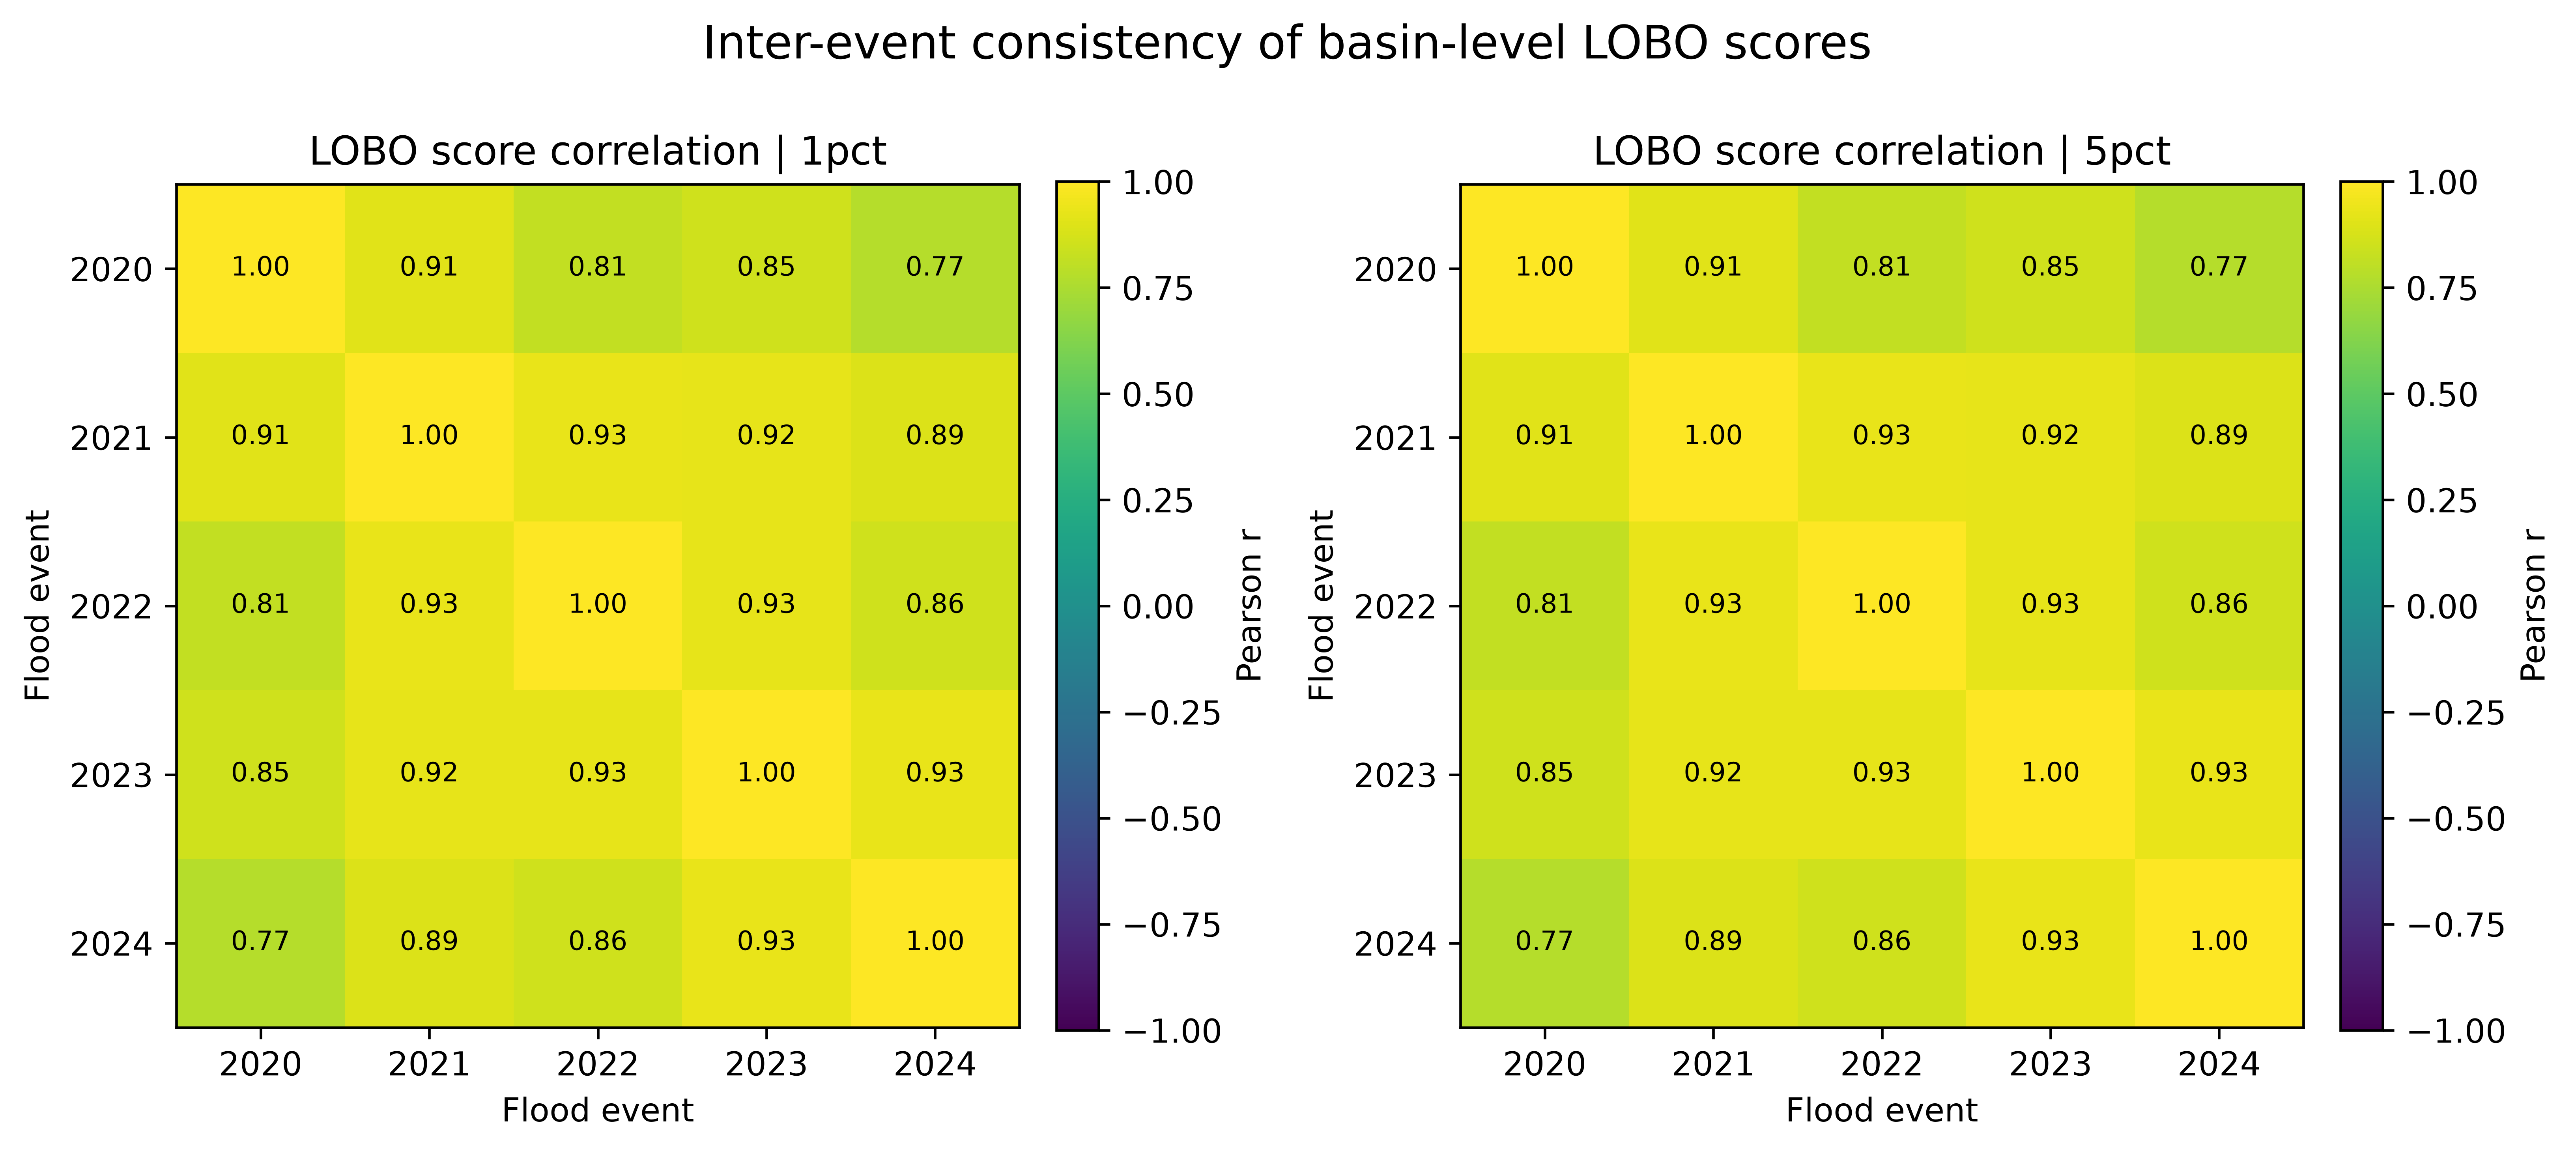 Inter-event consistency of basin-level LOBO scores
LOBO score correlation | 1pct
2020 1.00 0.91 0.81 0.85 0.77
2021 0.91 1.00 0.93 0.92 0.89
2022 0.81 0.93 1.00 0.93 0.86
2023 0.85 0.92 0.93 1.00 0.93
2024 0.77 0.89 0.86 0.93 1.00
2020 2021 2022 2023 2024
Flood event
Flood event
1.00
0.75
0.50
0.25
0.00
−0.25
−0.50
−0.75
−1.00
Pearson r
LOBO score correlation | 5pct
2020 1.00 0.91 0.81 0.85 0.77
2021 0.91 1.00 0.93 0.92 0.89
2022 0.81 0.93 1.00 0.93 0.86
2023 0.85 0.92 0.93 1.00 0.93
2024 0.77 0.89 0.86 0.93 1.00
2020 2021 2022 2023 2024
Flood event
Flood event
1.00
0.75
0.50
0.25
0.00
−0.25
−0.50
−0.75
−1.00
Pearson r